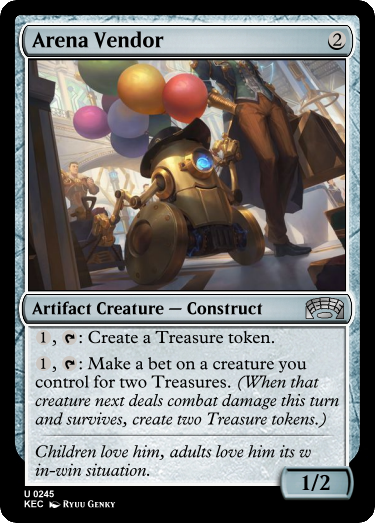 Arena Vendor 2
Artifact Creature — Construct
1, T: Create a Treasure token.
1, T: Make a bet on a creature you
control for two Treasures. (When that
creature next deals combat damage this turn
and survives, create two Treasure tokens.)
Children love him, adults love him its w
in-win situation.
1/2
U 0245
KEC Ryuu Genky